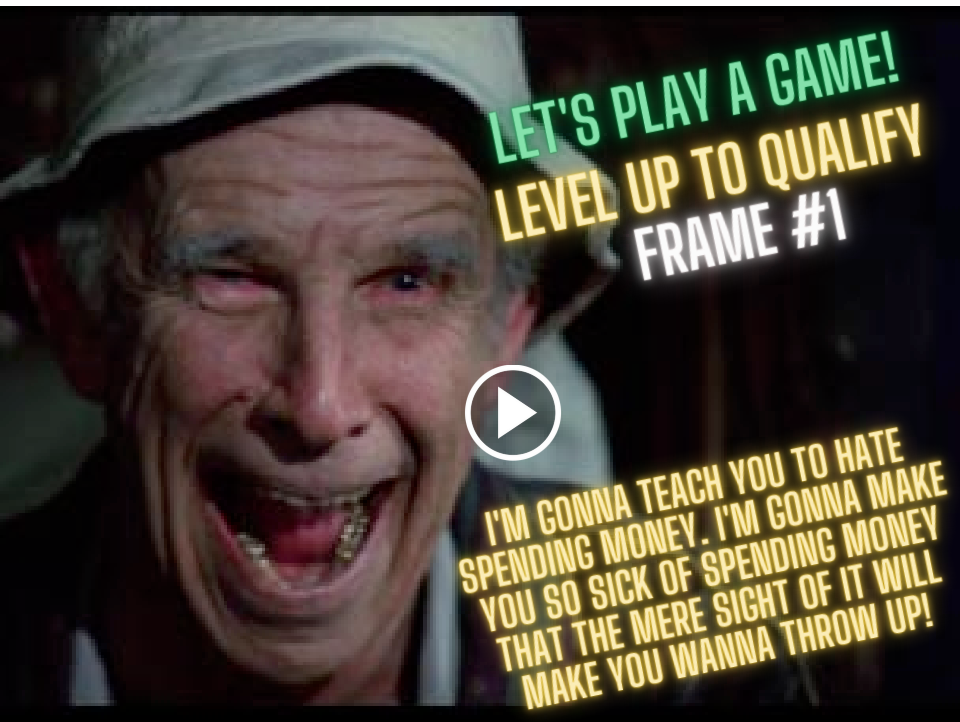 LET'S PLAY A GAME!
LEVEL UP TO QUALIFY
FRAME #1
I'M GONNA TEACH YOU TO HATE
SPENDING MONEY. I'M GONNA MAKE
YOU SO SICK OF SPENDING MONEY
THAT THE MERE SIGHT OF IT WILL
MAKE YOU WANNA THROW UP!